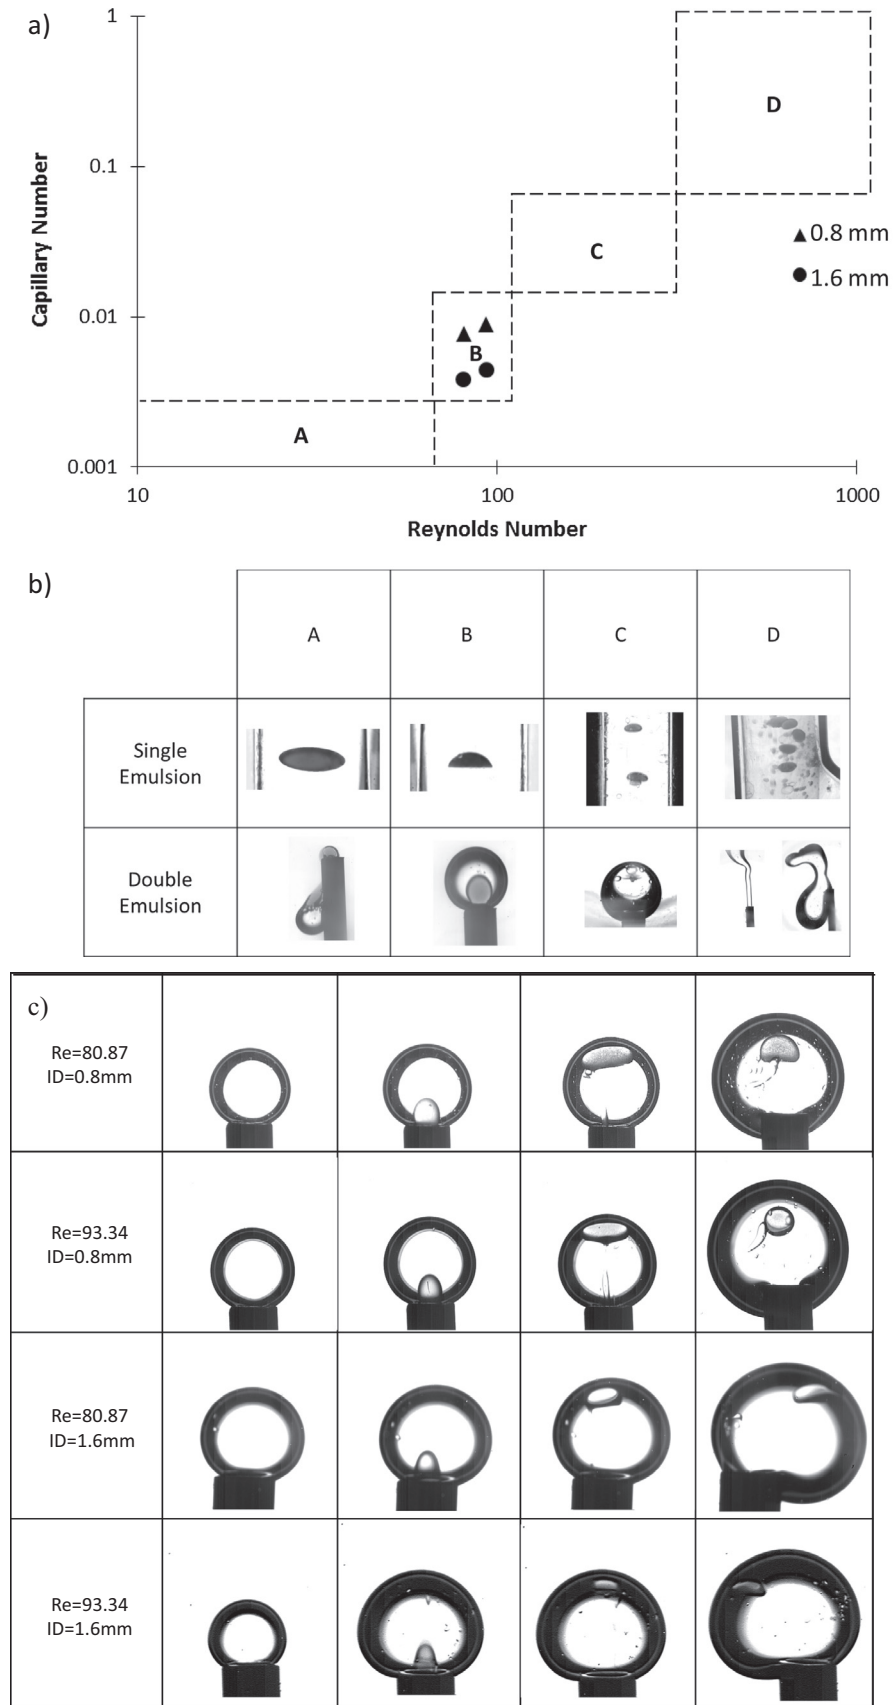 a)
1
0.1
0.01
0.001
Capillary Number
10
100
1000
Reynolds Number
A
B
C
D
0.8 mm
1.6 mm
b)
A
B
C
D
Single
Emulsion
Double
Emulsion
c)
Re=80.87
ID=0.8mm
Re=93.34
ID=0.8mm
Re=80.87
ID=1.6mm
Re=93.34
ID=1.6mm